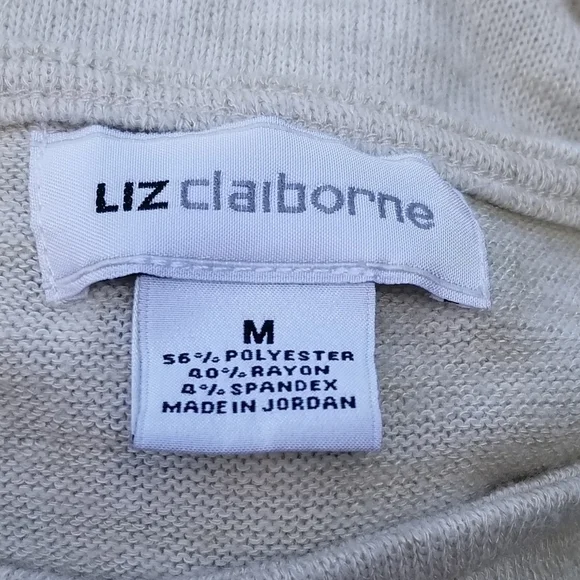 LIZ claiborne
M
56% POLYESTER
40% RAYON
4% SPANDEX
MADE IN JORDAN